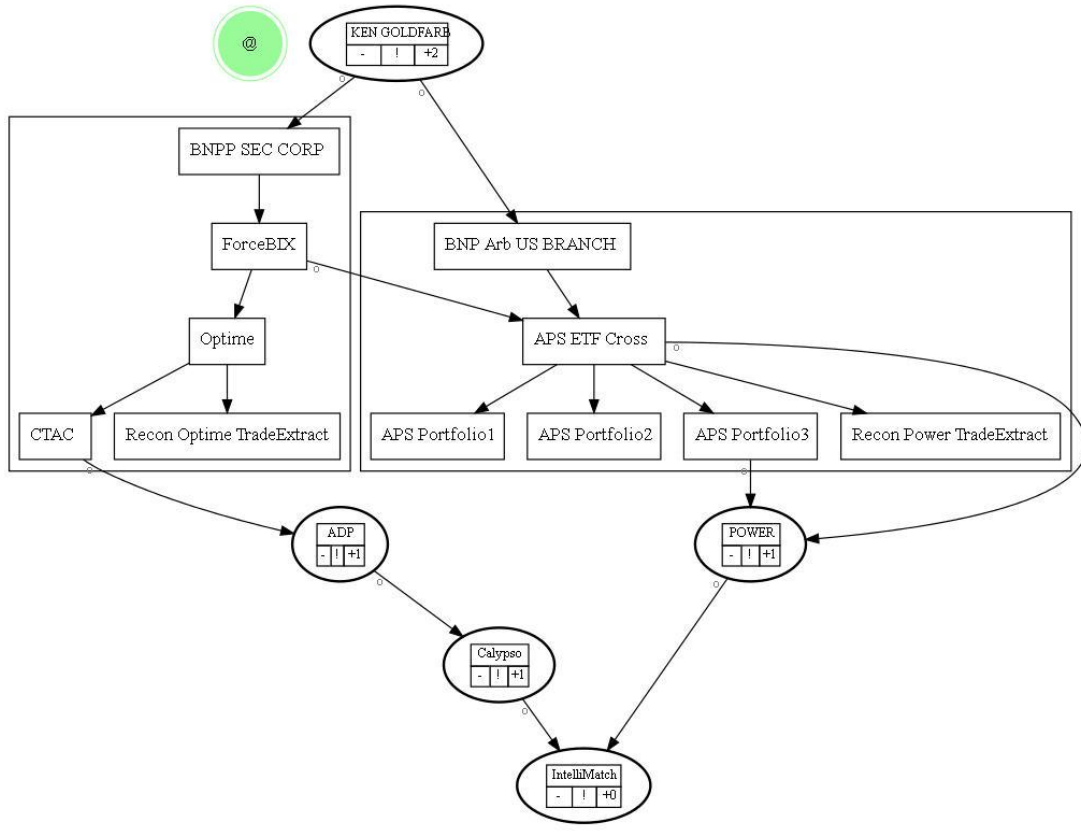 @
KEN GOLDFARB
- ! +2
o
o
BNPP SEC CORP
ForceBIX
o
BNP Arb US BRANCH
Optime
APS ETF Cross
o
CTAC
Recon Optime TradeExtract
APS Portfolio1
APS Portfolio2
APS Portfolio3
Recon Power TradeExtract
o
o
ADP
- ! +1
o
POWER
- ! +1
o
Calypso
- ! +1
o
IntelliMatch
- ! +0